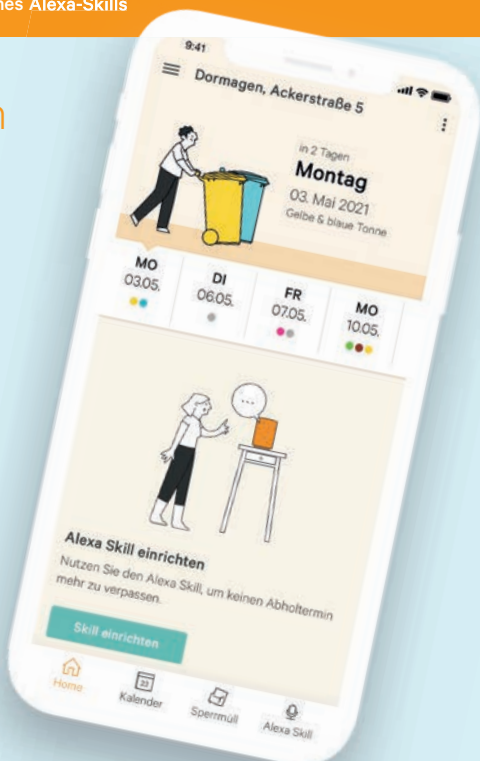 nes Alexa-Skills
n
9:41
Dormagen, Ackerstraße 5
in 2 Tagen
Montag
03. Mai 2021
Gelbe & blaue Tonne
MO
03.05.
DI
06.05.
FR
07.05.
MO
10.05.
Alexa Skill einrichten
Nutzen Sie den Alexa Skill, um keinen Abholtermin
mehr zu verpassen.
Skill einrichten
Home
23
Kalender
Sperrmüll
Alexa Skill